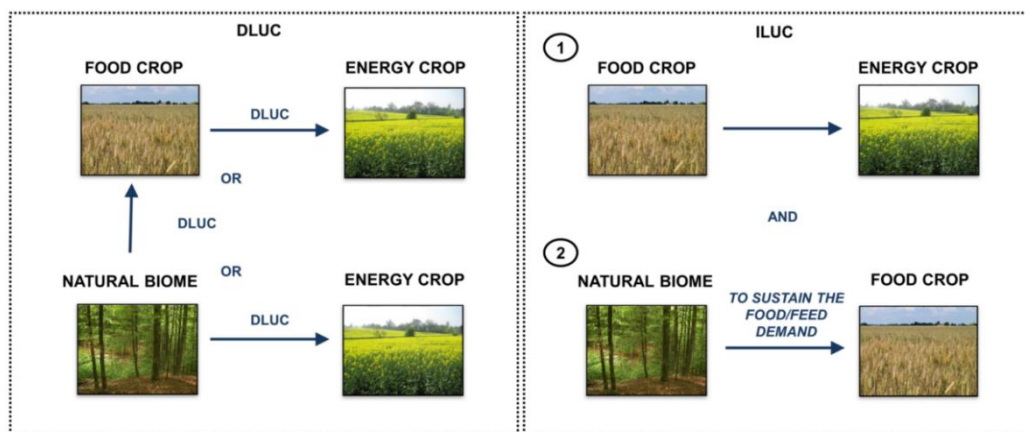 DLUC
FOOD CROP
ENERGY CROP
DLUC
OR
DLUC
OR
NATURAL BIOME
ENERGY CROP
DLUC
ILUC
1
FOOD CROP
ENERGY CROP
AND
2
NATURAL BIOME
FOOD CROP
TO SUSTAIN THE
FOOD/FEED
DEMAND